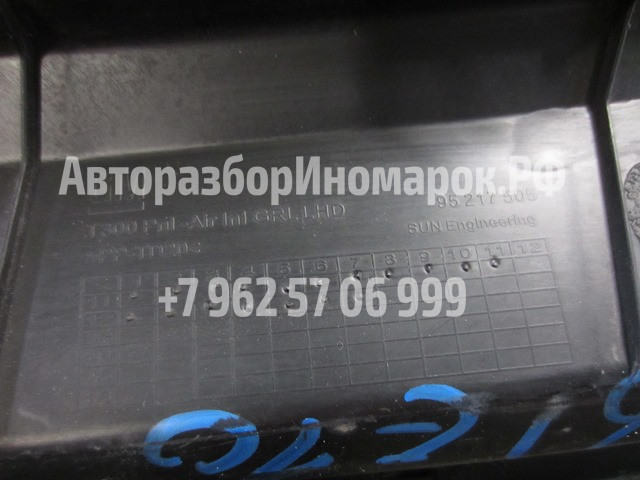 АвторазборИномарок.РФ
T300 Pnl-Air Inl GRL LHD
95 217 505
SUN Engineering
1 2 3 4 5 6 7 8 9 10 11 12
+7 962 57 06 999